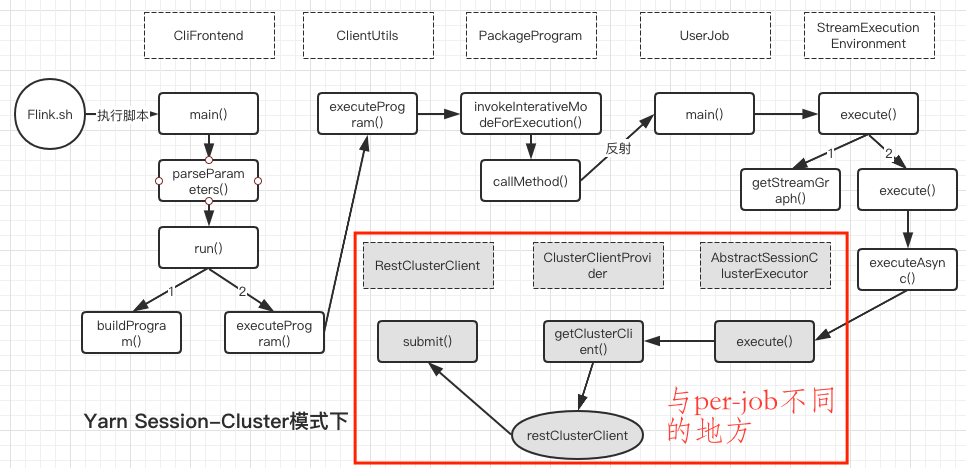 CliFrontend
ClientUtils
PackageProgram
UserJob
StreamExecution
Environment
Flink.sh
执行脚本
main()
executeProg
ram()
invokeInterativeMo
deForExecution()
main()
execute()
反射
1
2
parseParam
eters()
callMethod()
getStreamGr
aph()
execute()
run()
1
2
buildProgra
m()
executeProg
ram()
executeAsyn
c()
RestClusterClient
ClusterClientProvi
der
AbstractSessionC
lusterExecutor
submit()
getClusterCli
ent()
execute()
restClusterClient
与per-job不同
的地方
Yarn Session-Cluster模式下